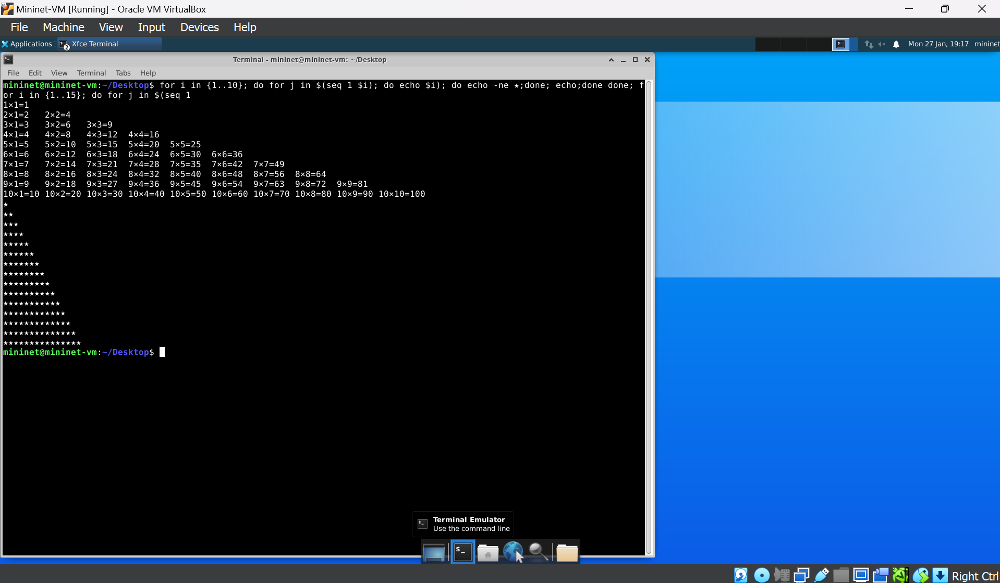 Mininet-VM [Running] - Oracle VM VirtualBox
File Machine View Input Devices Help
Applications Xfce Terminal Mon 27 Jan, 19:17 mininet
Terminal - mininet@mininet-vm: ~/Desktop
File Edit View Terminal Tabs Help
mininet@mininet-vm:~/Desktop$ for i in {1..10}; do for j in $(seq 1 $i); do echo $i); do echo -ne ★;done; echo;done done; f
or i in {1..15}; do for j in $(seq 1
1×1=1
2×1=2 2×2=4
3×1=3 3×2=6 3×3=9
4×1=4 4×2=8 4×3=12 4×4=16
5×1=5 5×2=10 5×3=15 5×4=20 5×5=25
6×1=6 6×2=12 6×3=18 6×4=24 6×5=30 6×6=36
7×1=7 7×2=14 7×3=21 7×4=28 7×5=35 7×6=42 7×7=49
8×1=8 8×2=16 8×3=24 8×4=32 8×5=40 8×6=48 8×7=56 8×8=64
9×1=9 9×2=18 9×3=27 9×4=36 9×5=45 9×6=54 9×7=63 9×8=72 9×9=81
10×1=10 10×2=20 10×3=30 10×4=40 10×5=50 10×6=60 10×7=70 10×8=80 10×9=90 10×10=100
★
★★
★★★
★★★★
★★★★★
★★★★★★
★★★★★★★
★★★★★★★★
★★★★★★★★★
★★★★★★★★★★
★★★★★★★★★★★
★★★★★★★★★★★★
★★★★★★★★★★★★★
★★★★★★★★★★★★★★
★★★★★★★★★★★★★★★
mininet@mininet-vm:~/Desktop$
Terminal Emulator
Use the command line
Right Ctrl